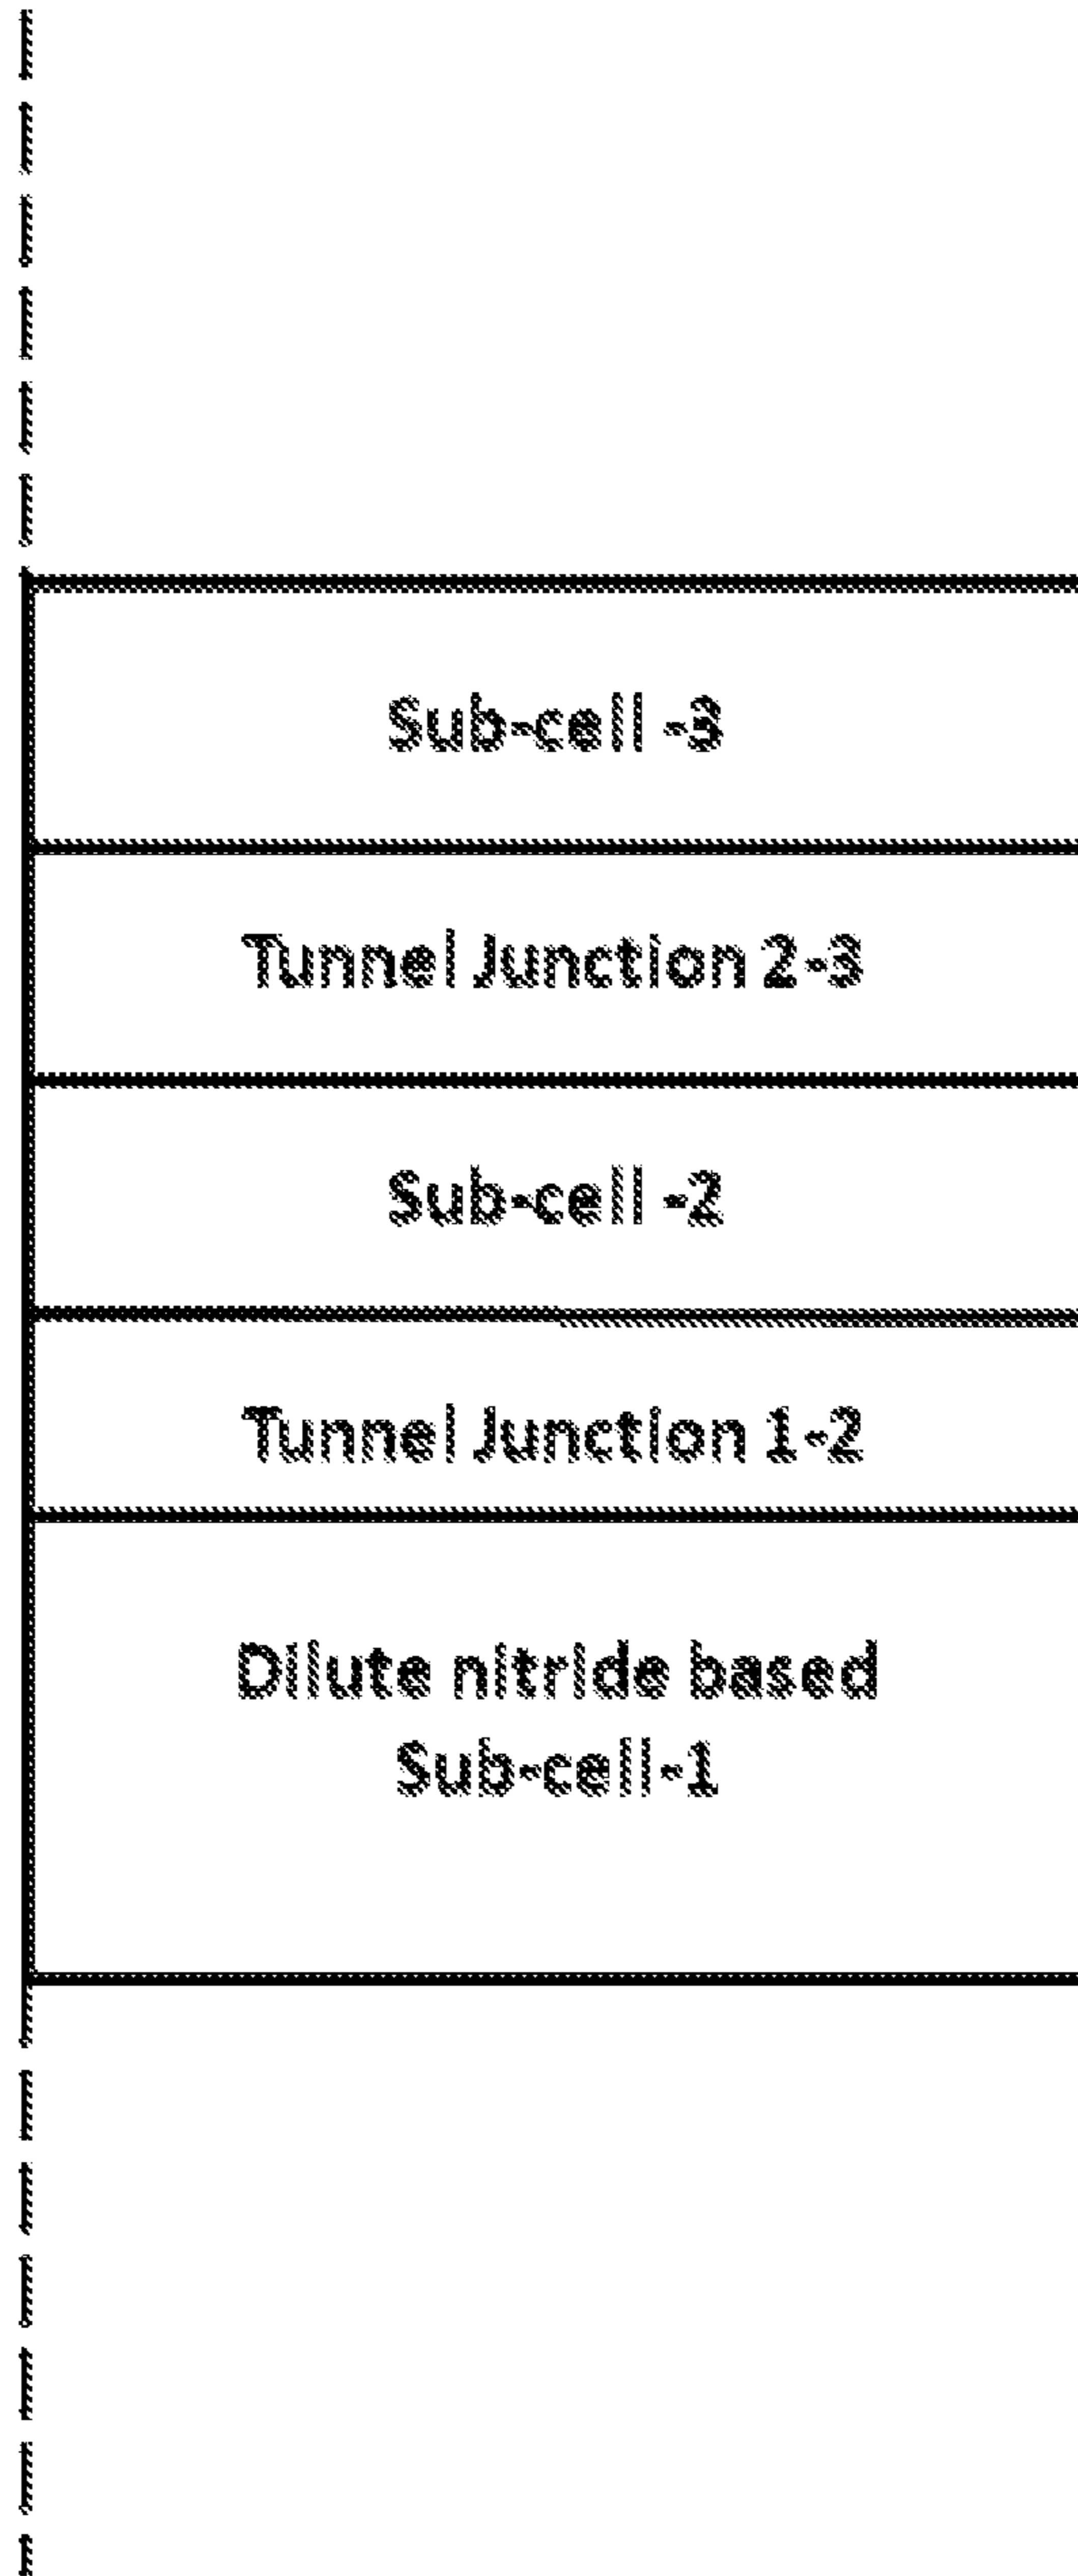 Sub-cell -3
Tunnel Junction 2-3
Sub-cell -2
Tunnel Junction 1-2
Dilute nitride based
Sub-cell-1